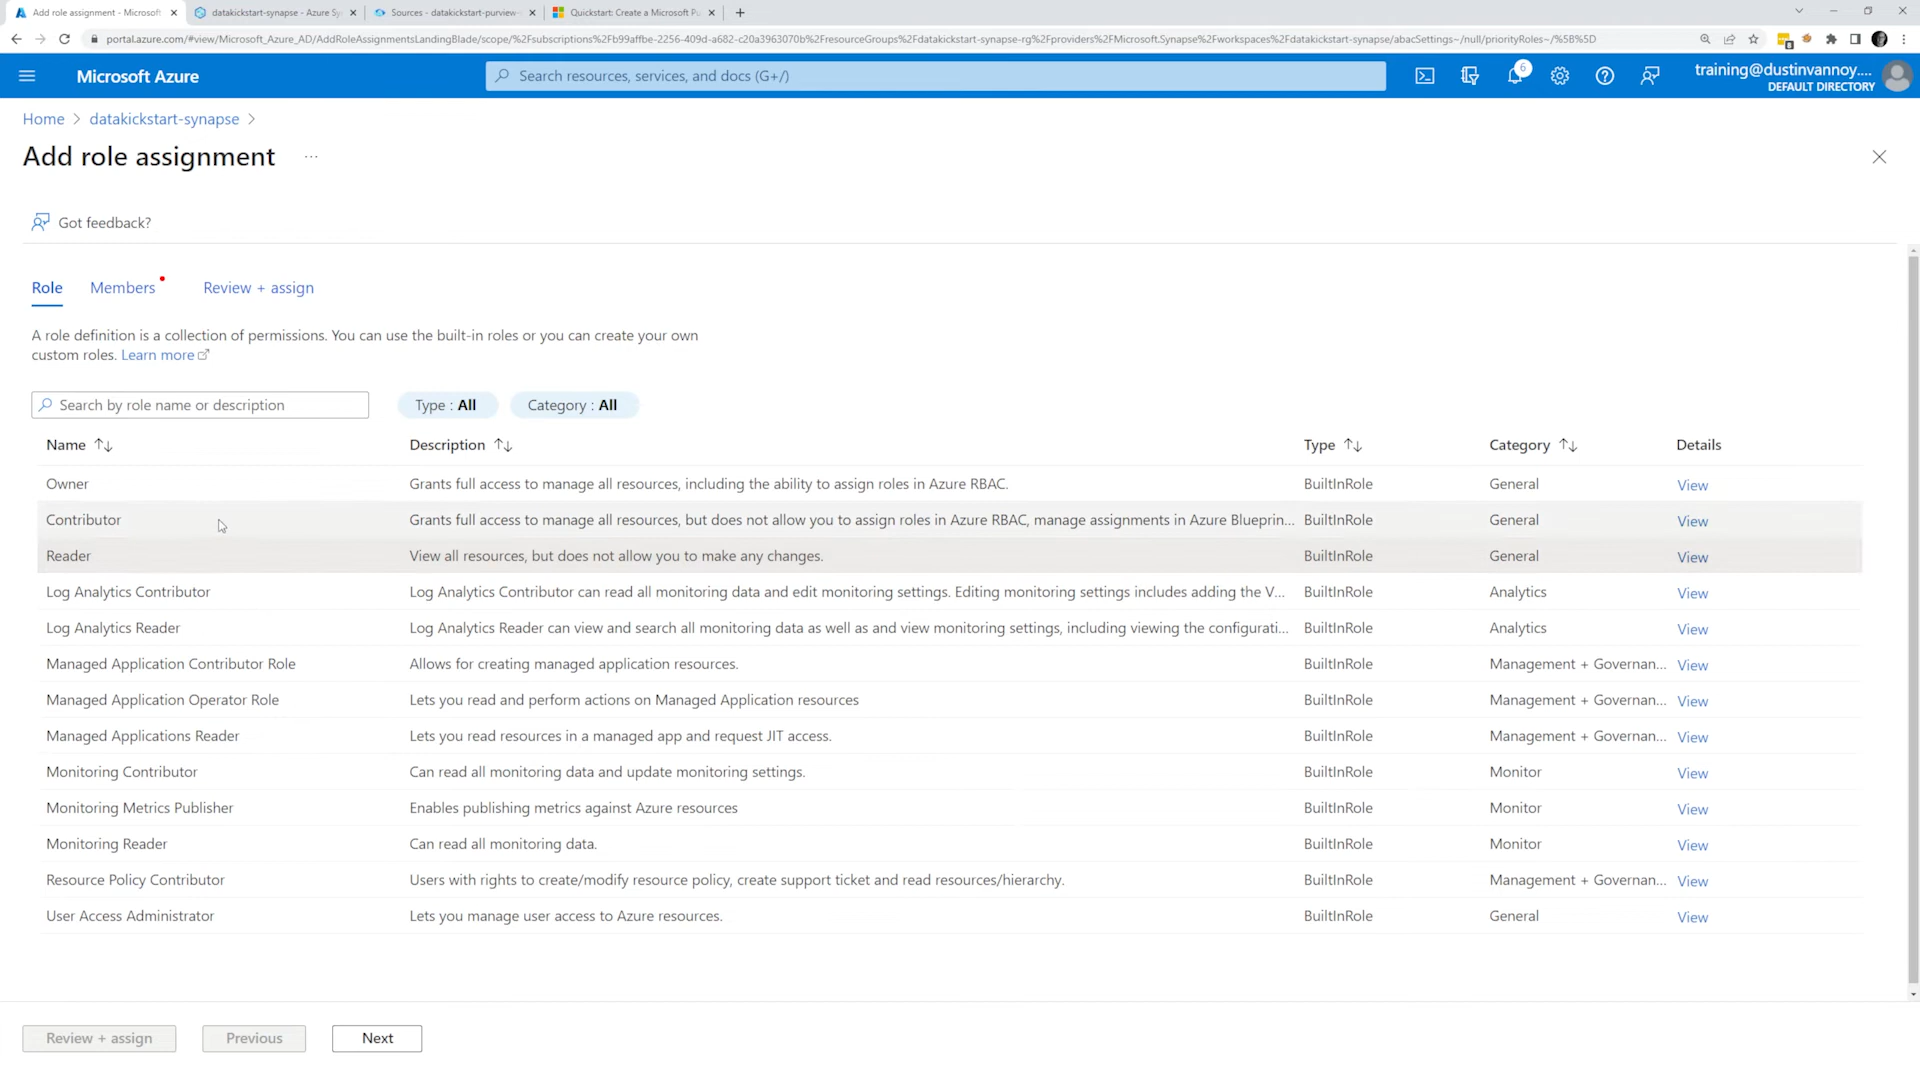 Add role assignment - Microsoft
datakickstart-synapse - Azure Sy
Sources - datakickstart-purview
Quickstart: Create a Microsoft Pu
portal.azure.com/#view/Microsoft_Azure_AD/AddRoleAssignmentsLandingBlade/scope/%2Fsubscriptions%2Fb99affbe-2256-409d-a682-c20a3963070b%2FresourceGroups%2Fdatakickstart-synapse-rg%2Fproviders%2FMicrosoft.Synapse%2Fworkspaces%2Fdatakickstart-synapse/abacSettings~/null/priorityRoles~/%5B%5D
Microsoft Azure
Search resources, services, and docs (G+/)
6
training@dustinvannoy....
DEFAULT DIRECTORY
Home > datakickstart-synapse >
Add role assignment ...
Got feedback?
Role Members Review + assign
A role definition is a collection of permissions. You can use the built-in roles or you can create your own
custom roles. Learn more
Search by role name or description
Type : All
Category : All
Name Description Type Category Details
Owner Grants full access to manage all resources, including the ability to assign roles in Azure RBAC. BuiltInRole General View
Contributor Grants full access to manage all resources, but does not allow you to assign roles in Azure RBAC, manage assignments in Azure Blueprin... BuiltInRole General View
Reader View all resources, but does not allow you to make any changes. BuiltInRole General View
Log Analytics Contributor Log Analytics Contributor can read all monitoring data and edit monitoring settings. Editing monitoring settings includes adding the V... BuiltInRole Analytics View
Log Analytics Reader Log Analytics Reader can view and search all monitoring data as well as and view monitoring settings, including viewing the configurati... BuiltInRole Analytics View
Managed Application Contributor Role Allows for creating managed application resources. BuiltInRole Management + Governan... View
Managed Application Operator Role Lets you read and perform actions on Managed Application resources BuiltInRole Management + Governan... View
Managed Applications Reader Lets you read resources in a managed app and request JIT access. BuiltInRole Management + Governan... View
Monitoring Contributor Can read all monitoring data and update monitoring settings. BuiltInRole Monitor View
Monitoring Metrics Publisher Enables publishing metrics against Azure resources BuiltInRole Monitor View
Monitoring Reader Can read all monitoring data. BuiltInRole Monitor View
Resource Policy Contributor Users with rights to create/modify resource policy, create support ticket and read resources/hierarchy. BuiltInRole Management + Governan... View
User Access Administrator Lets you manage user access to Azure resources. BuiltInRole General View
Review + assign Previous Next